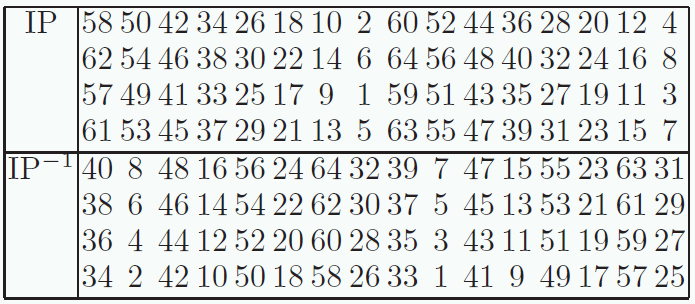 IP 58 50 42 34 26 18 10 2 60 52 44 36 28 20 12 4
62 54 46 38 30 22 14 6 64 56 48 40 32 24 16 8
57 49 41 33 25 17 9 1 59 51 43 35 27 19 11 3
61 53 45 37 29 21 13 5 63 55 47 39 31 23 15 7
IP⁻¹ 40 8 48 16 56 24 64 32 39 7 47 15 55 23 63 31
38 6 46 14 54 22 62 30 37 5 45 13 53 21 61 29
36 4 44 12 52 20 60 28 35 3 43 11 51 19 59 27
34 2 42 10 50 18 58 26 33 1 41 9 49 17 57 25